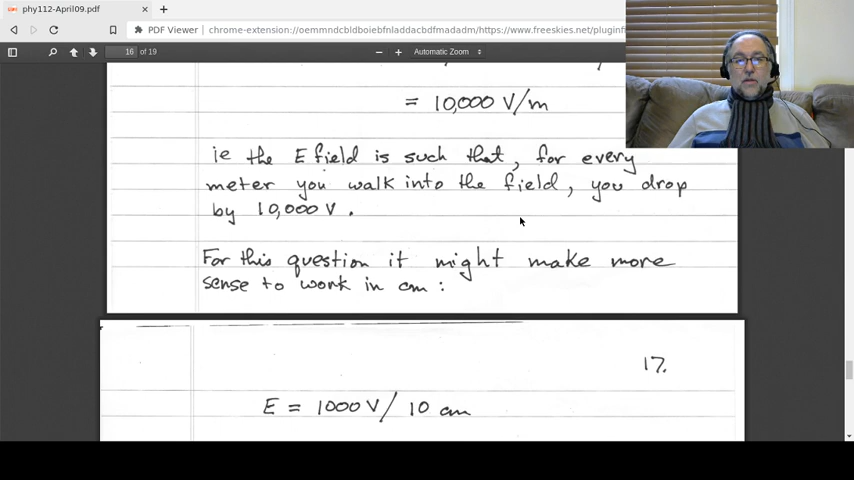 phy112-April09.pdf
PDF Viewer
chrome-extension://oemmndcbldboiebfnladdacbdfmadadm/https://www.freeskies.net/pluginfi
16 of 19
Automatic Zoom
= 10,000 V/m
ie the E field is such that, for every
meter you walk into the field, you drop
by 10,000 V.
For this question it might make more
sense to work in cm:
17.
E = 1000 V/ 10 cm